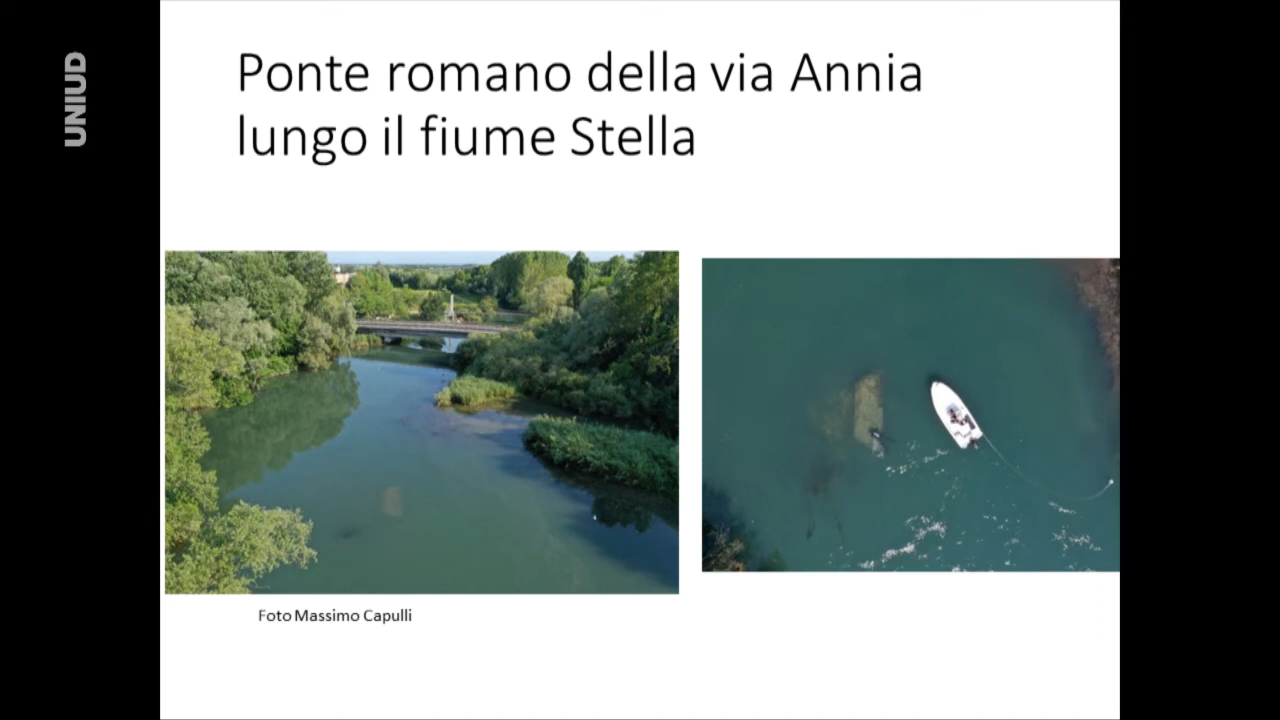 UNIUD
Ponte romano della via Annia
lungo il fiume Stella
Foto Massimo Capulli